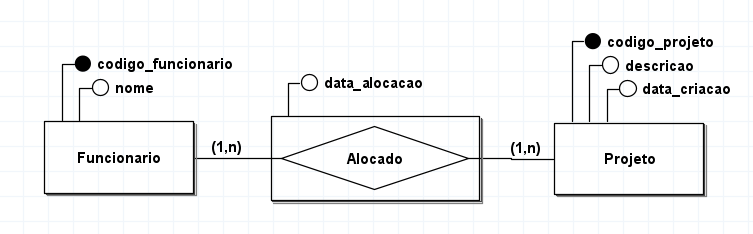 codigo_projeto
codigo_funcionario
descricao
nome
data_alocacao
data_criacao
(1,n)
(1,n)
Funcionario
Alocado
Projeto